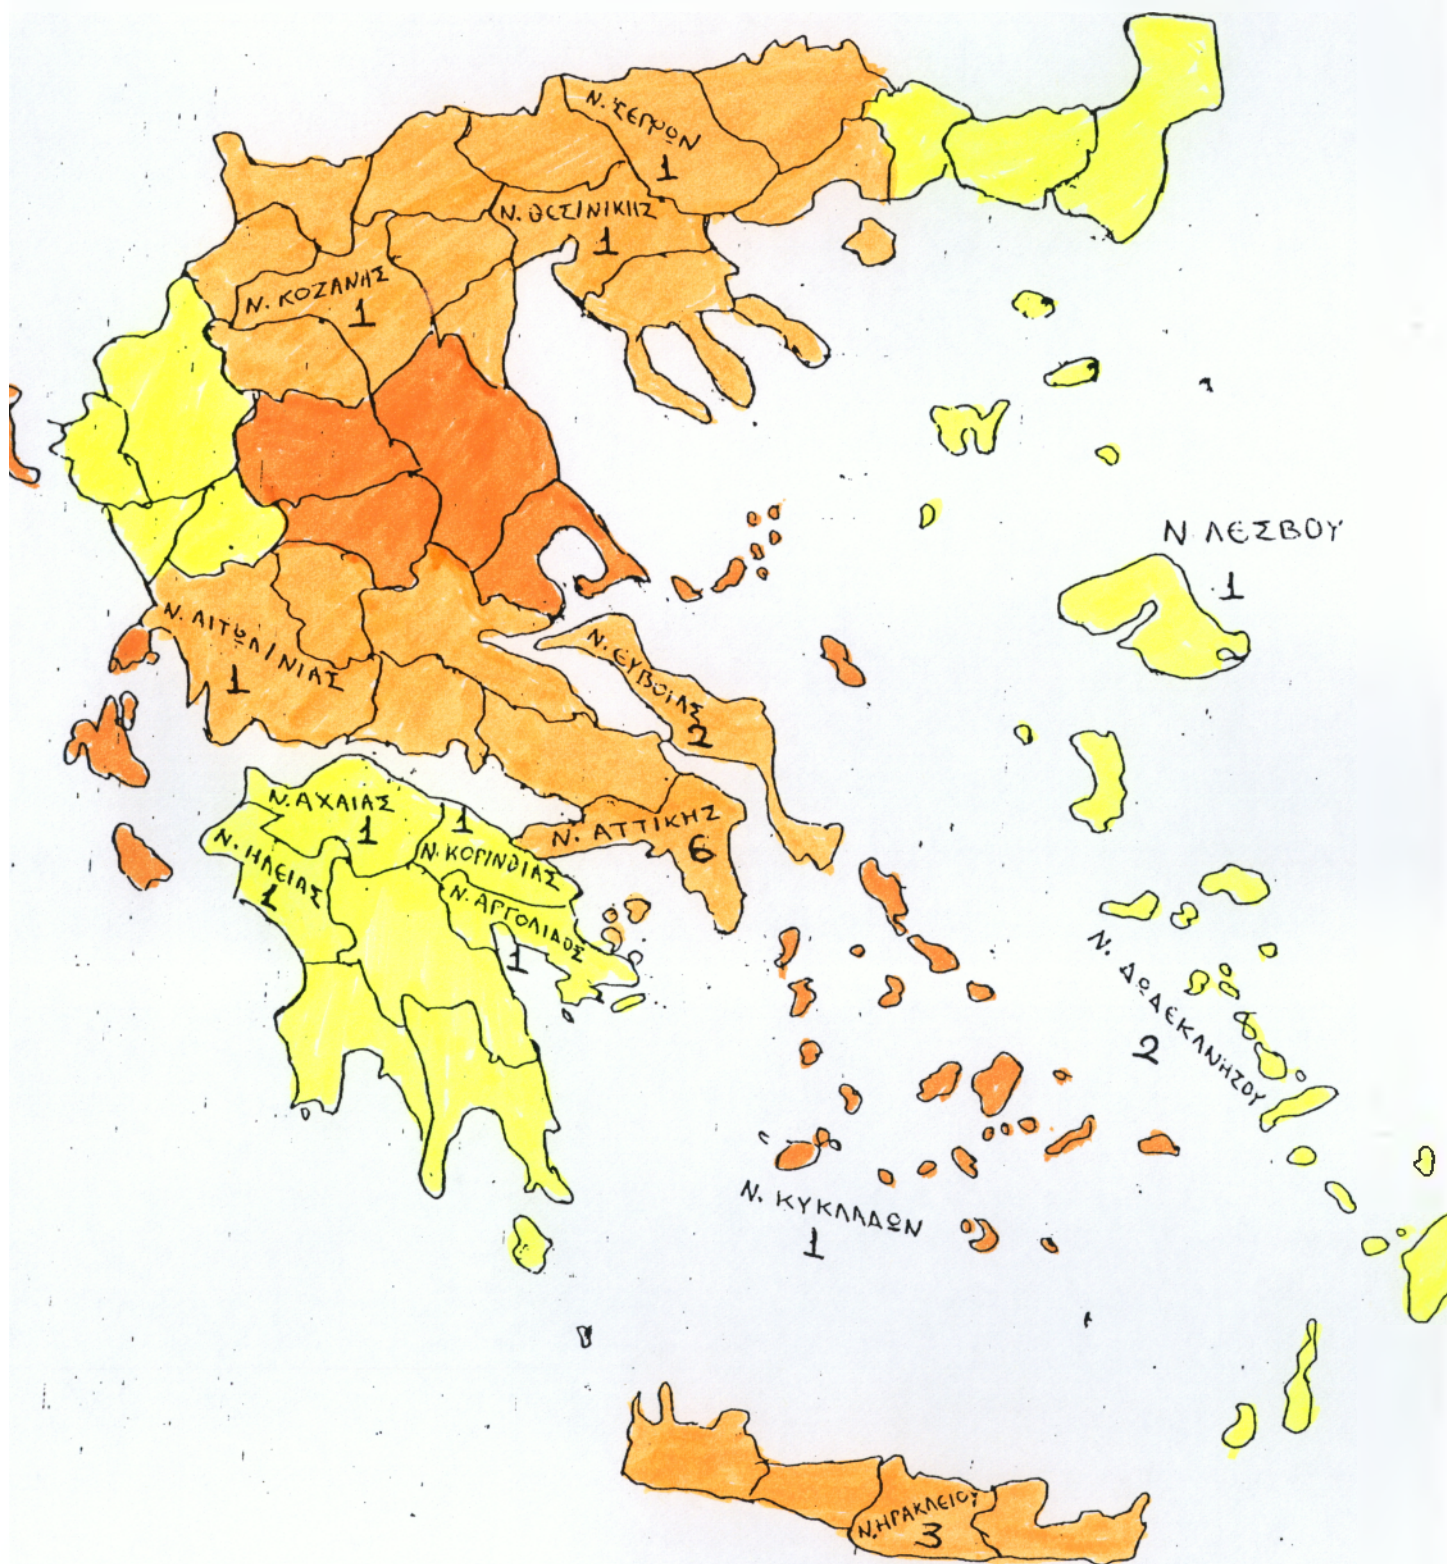 Ν. ΣΕΡΡΩΝ
1
Ν. ΘΕΣ/ΝΙΚΗΣ
1
Ν. ΚΟΖΑΝΗΣ
1
Ν. ΛΕΣΒΟΥ
1
Ν. ΑΙΤΩΛ/ΝΙΑΣ
1
Ν. ΕΥΒΟΙΑΣ
2
Ν. ΑΧΑΙΑΣ
1
1
Ν. ΚΟΡΙΝΘΙΑΣ
Ν. ΑΤΤΙΚΗΣ
6
Ν. ΗΛΕΙΑΣ
1
Ν. ΑΡΓΟΛΙΔΟΣ
1
Ν. ΔΩΔΕΚΑΝΗΣΟΥ
2
Ν. ΚΥΚΛΑΔΩΝ
1
Ν. ΗΡΑΚΛΕΙΟΥ
3